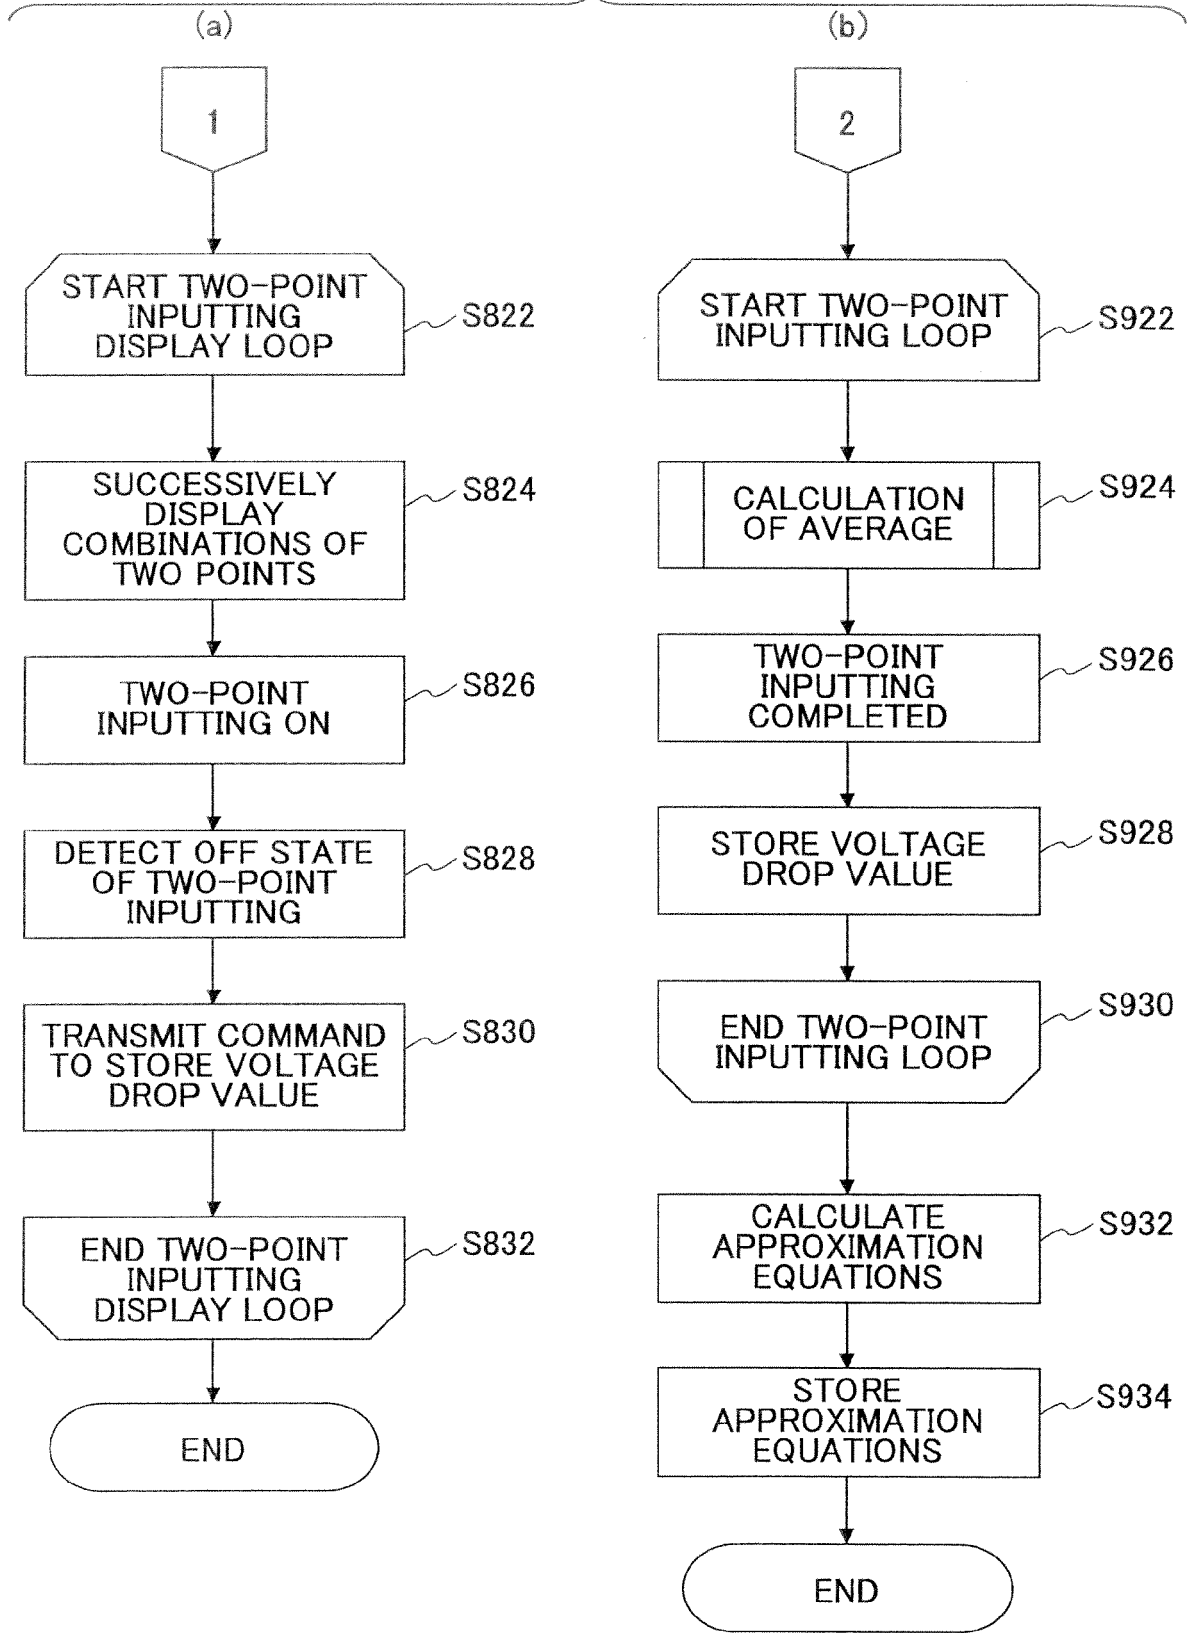 (a)
1
START TWO-POINT
INPUTTING
DISPLAY LOOP
S822
SUCCESSIVELY
DISPLAY
COMBINATIONS OF
TWO POINTS
S824
TWO-POINT
INPUTTING ON
S826
DETECT OFF STATE
OF TWO-POINT
INPUTTING
S828
TRANSMIT COMMAND
TO STORE VOLTAGE
DROP VALUE
S830
END TWO-POINT
INPUTTING
DISPLAY LOOP
S832
END
(b)
2
START TWO-POINT
INPUTTING LOOP
S922
CALCULATION
OF AVERAGE
S924
TWO-POINT
INPUTTING
COMPLETED
S926
STORE VOLTAGE
DROP VALUE
S928
END TWO-POINT
INPUTTING LOOP
S930
CALCULATE
APPROXIMATION
EQUATIONS
S932
STORE
APPROXIMATION
EQUATIONS
S934
END